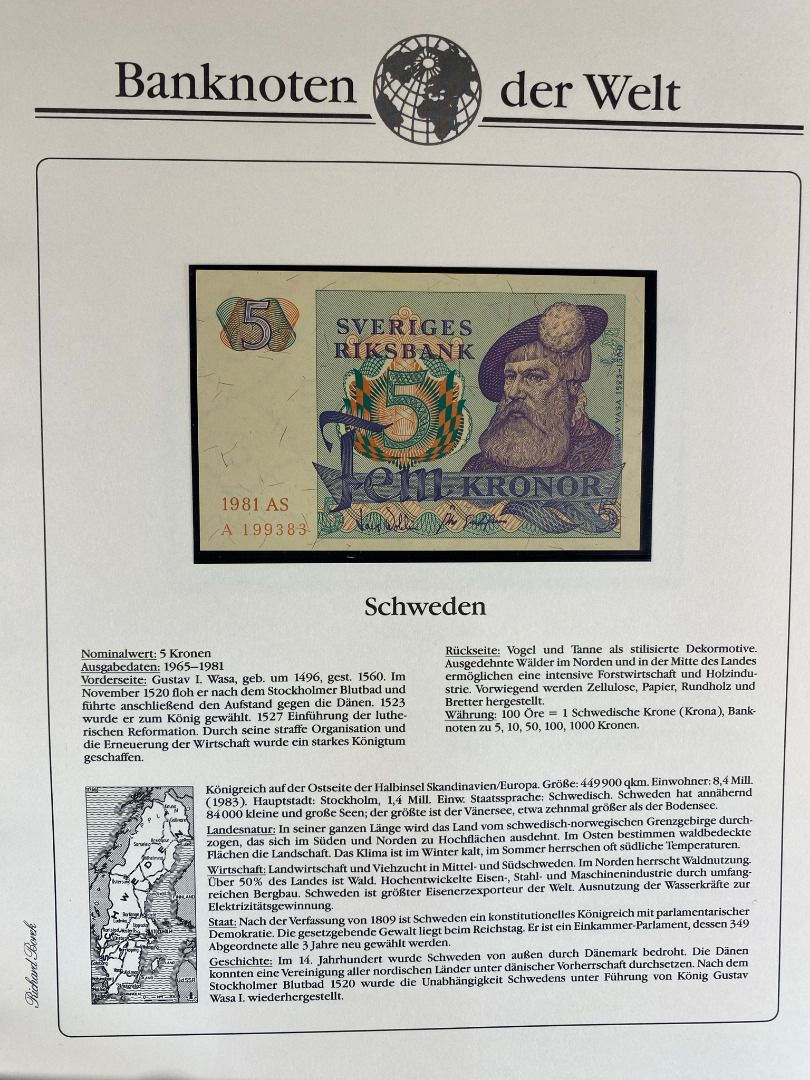 Banknoten der Welt
5
SVERIGES
RIKSBANK
5
VASA 1523-1560
Fem KRONOR
1981 AS
A 199383
5
5
Schweden
Nominalwert: 5 Kronen
Ausgabedaten: 1965–1981
Vorderseite: Gustav I. Wasa, geb. um 1496, gest. 1560. Im
November 1520 floh er nach dem Stockholmer Blutbad und
führte anschließend den Aufstand gegen die Dänen. 1523
wurde er zum König gewählt. 1527 Einführung der luthe-
rischen Reformation. Durch seine straffe Organisation und
die Erneuerung der Wirtschaft wurde ein starkes Königtum
geschaffen.
Rückseite: Vogel und Tanne als stilisierte Dekormotive.
Ausgedehnte Wälder im Norden und in der Mitte des Landes
ermöglichen eine intensive Forstwirtschaft und Holzindu-
strie. Vorwiegend werden Zellulose, Papier, Rundholz und
Bretter hergestellt.
Währung: 100 Öre = 1 Schwedische Krone (Krona), Bank-
noten zu 5, 10, 50, 100, 1000 Kronen.
Königreich auf der Ostseite der Halbinsel Skandinavien/Europa. Größe: 449900 qkm. Einwohner: 8,4 Mill.
(1983). Hauptstadt: Stockholm, 1,4 Mill. Einw. Staatssprache: Schwedisch. Schweden hat annähernd
84000 kleine und große Seen; der größte ist der Vänersee, etwa zehnmal größer als der Bodensee.
Landesnatur: In seiner ganzen Länge wird das Land vom schwedisch-norwegischen Grenzgebirge durch-
zogen, das sich im Süden und Norden zu Hochflächen ausdehnt. Im Osten bestimmen waldbedeckte
Flächen die Landschaft. Das Klima ist im Winter kalt, im Sommer herrschen oft südliche Temperaturen.
Wirtschaft: Landwirtschaft und Viehzucht in Mittel- und Südschweden. Im Norden herrscht Waldnutzung.
Über 50% des Landes ist Wald. Hochentwickelte Eisen-, Stahl- und Maschinenindustrie durch umfang-
reichen Bergbau. Schweden ist größter Eisenerzexporteur der Welt. Ausnutzung der Wasserkräfte zur
Elektrizitätsgewinnung.
Staat: Nach der Verfassung von 1809 ist Schweden ein konstitutionelles Königreich mit parlamentarischer
Demokratie. Die gesetzgebende Gewalt liegt beim Reichstag. Er ist ein Einkammer-Parlament, dessen 349
Abgeordnete alle 3 Jahre neu gewählt werden.
Geschichte: Im 14. Jahrhundert wurde Schweden von außen durch Dänemark bedroht. Die Dänen
konnten eine Vereinigung aller nordischen Länder unter dänischer Vorherrschaft durchsetzen. Nach dem
Stockholmer Blutbad 1520 wurde die Unabhängigkeit Schwedens unter Führung von König Gustav
Wasa I. wiederhergestellt.
Richard Borek